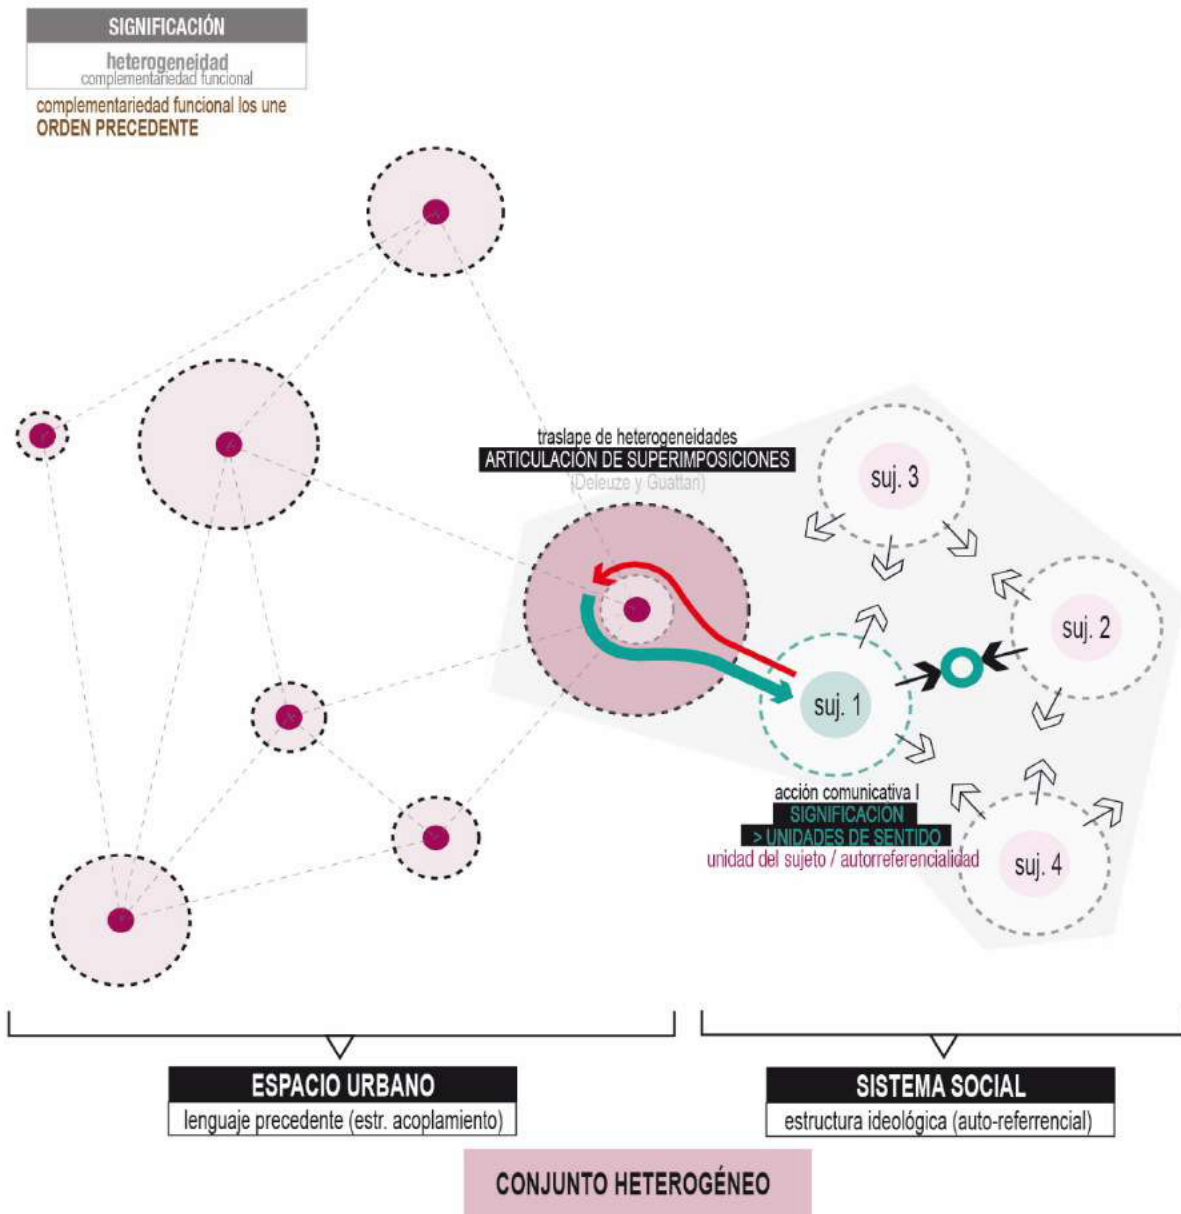 SIGNIFICACIÓN
heterogeneidad
complementariedad funcional
complementariedad funcional los une
ORDEN PRECEDENTE
traslape de heterogeneidades
ARTICULACIÓN DE SUPERIMPOSICIONES
(Deleuze y Guattari)
suj. 3
suj. 2
suj. 1
suj. 4
acción comunicativa I
SIGNIFICACIÓN
> UNIDADES DE SENTIDO
unidad del sujeto / autorreferencialidad
ESPACIO URBANO
lenguaje precedente (estr. acoplamiento)
SISTEMA SOCIAL
estructura ideológica (auto-referrencial)
CONJUNTO HETEROGÉNEO